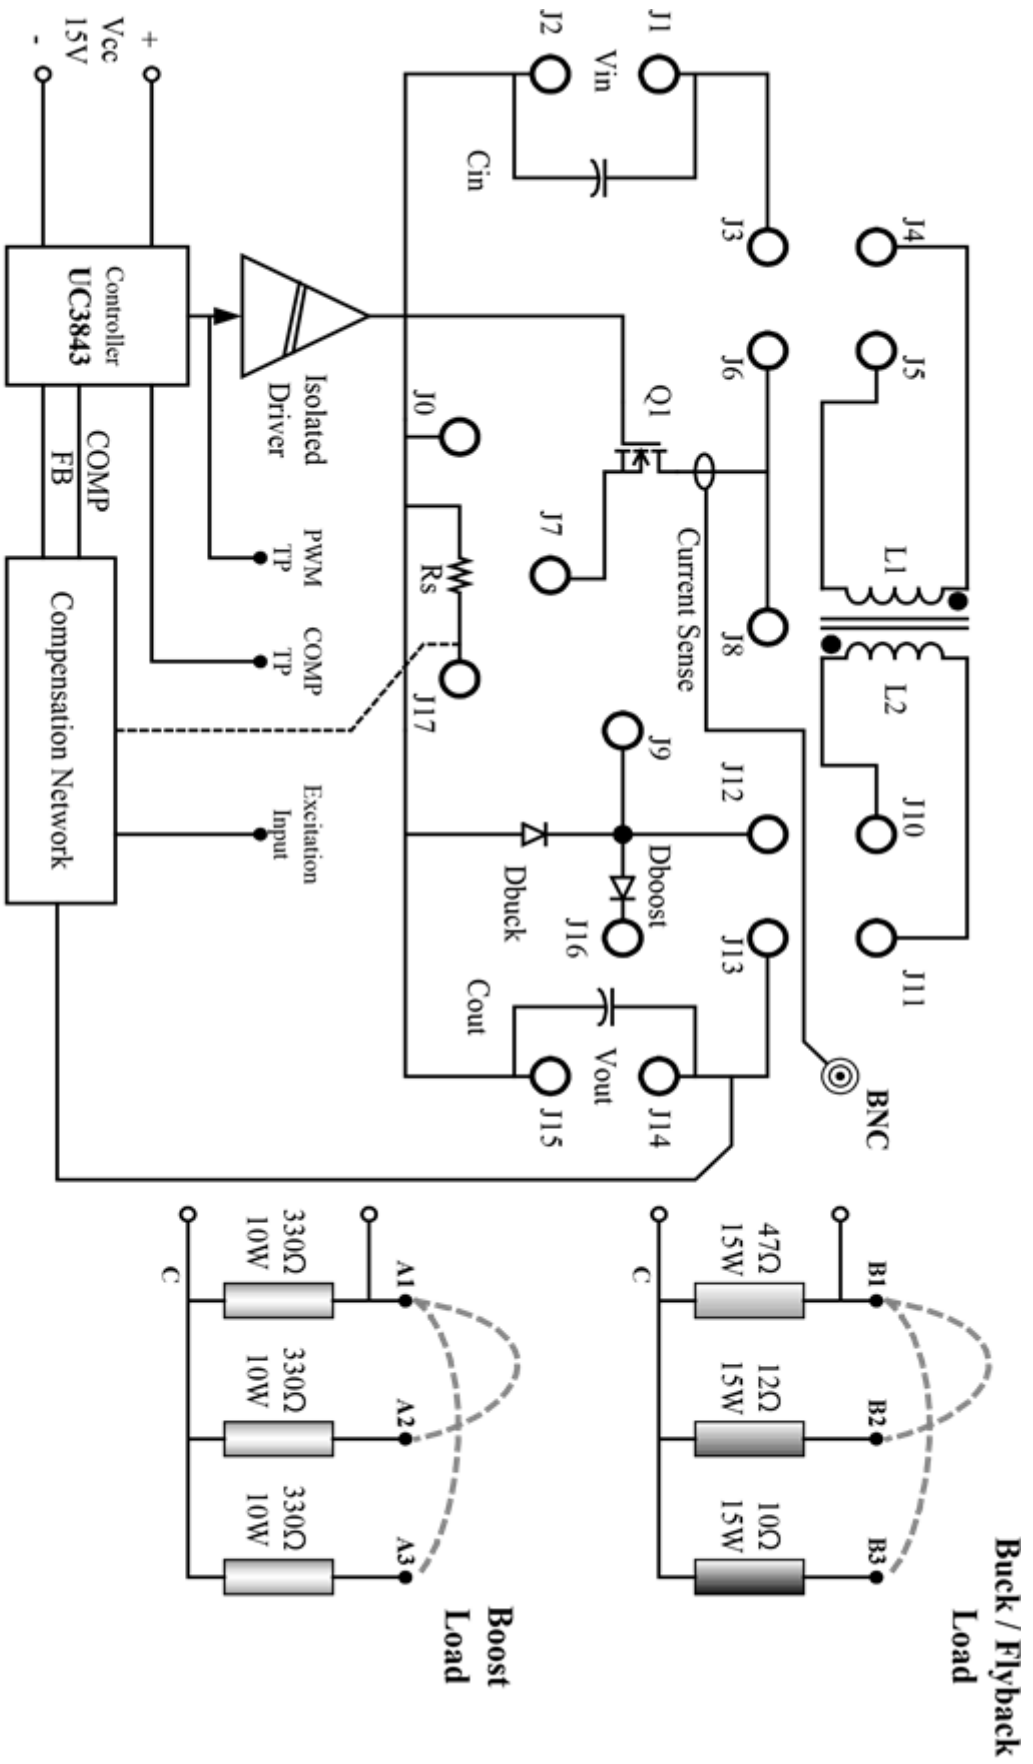 Buck / Flyback
Load
J4
J5
L1
L2
J10
J11
BNC
J3
J6
J8
J12
J13
J1
Vin
J2
Cin
Q1
Current Sense
J7
J9
Dboost
J16
Dbuck
J14
Vout
J15
Cout
J0
Rs
J17
Isolated
Driver
Vcc
15V
+
-
Controller
UC3843
PWM
TP
COMP
TP
Excitation
Input
COMP
FB
Compensation Network
B1
B2
B3
47Ω
15W
12Ω
15W
10Ω
15W
C
Boost
Load
A1
A2
A3
330Ω
10W
330Ω
10W
330Ω
10W
C